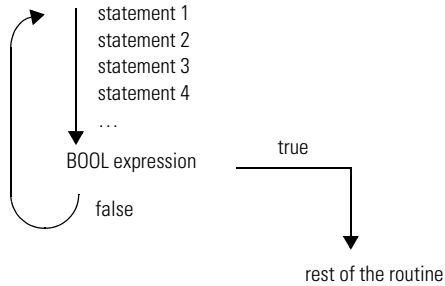 statement 1
statement 2
statement 3
statement 4
...
BOOL expression
true
false
rest of the routine